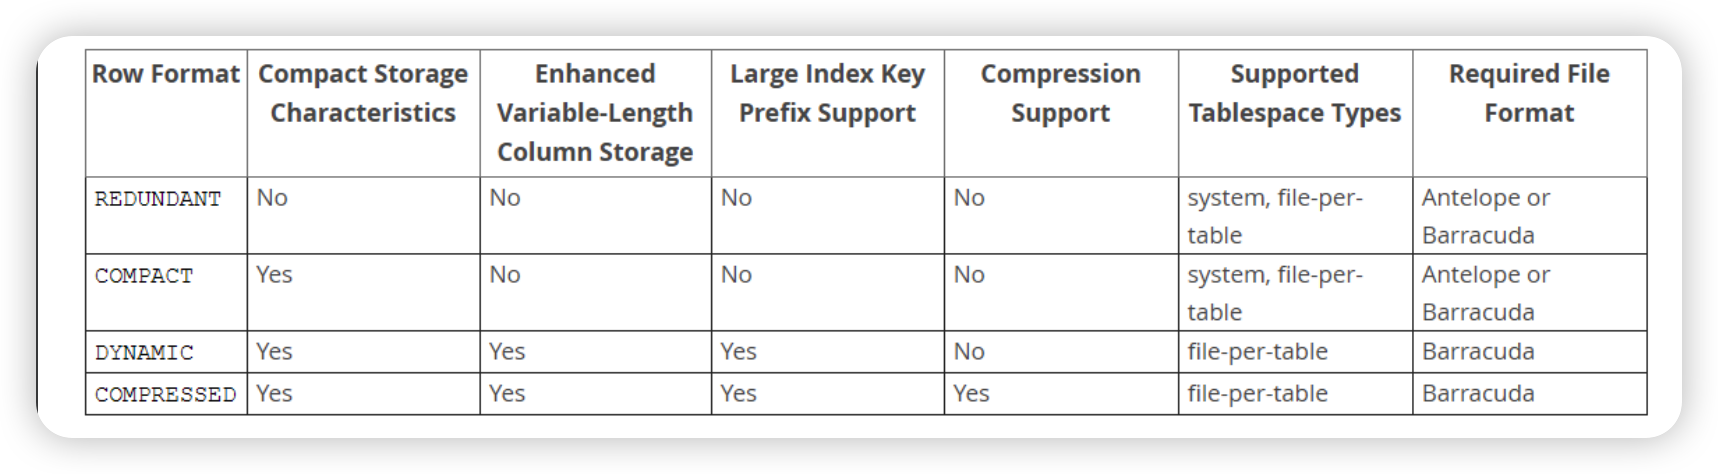 Row Format Compact Storage Characteristics Enhanced Variable-Length Column Storage Large Index Key Prefix Support Compression Support Supported Tablespace Types Required File Format
REDUNDANT No No No No system, file-per-table Antelope or Barracuda
COMPACT Yes No No No system, file-per-table Antelope or Barracuda
DYNAMIC Yes Yes Yes No file-per-table Barracuda
COMPRESSED Yes Yes Yes Yes file-per-table Barracuda